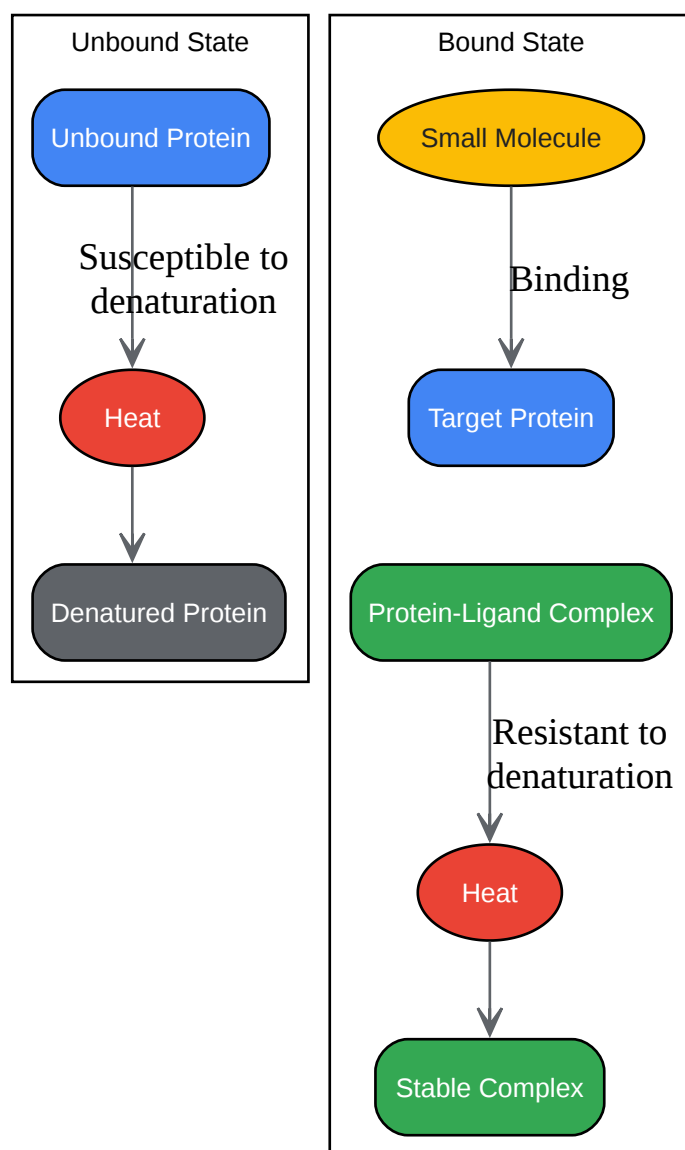 Unbound State
Unbound Protein
Susceptible to
denaturation
Heat
Denatured Protein
Bound State
Small Molecule
Binding
Target Protein
Protein-Ligand Complex
Resistant to
denaturation
Heat
Stable Complex